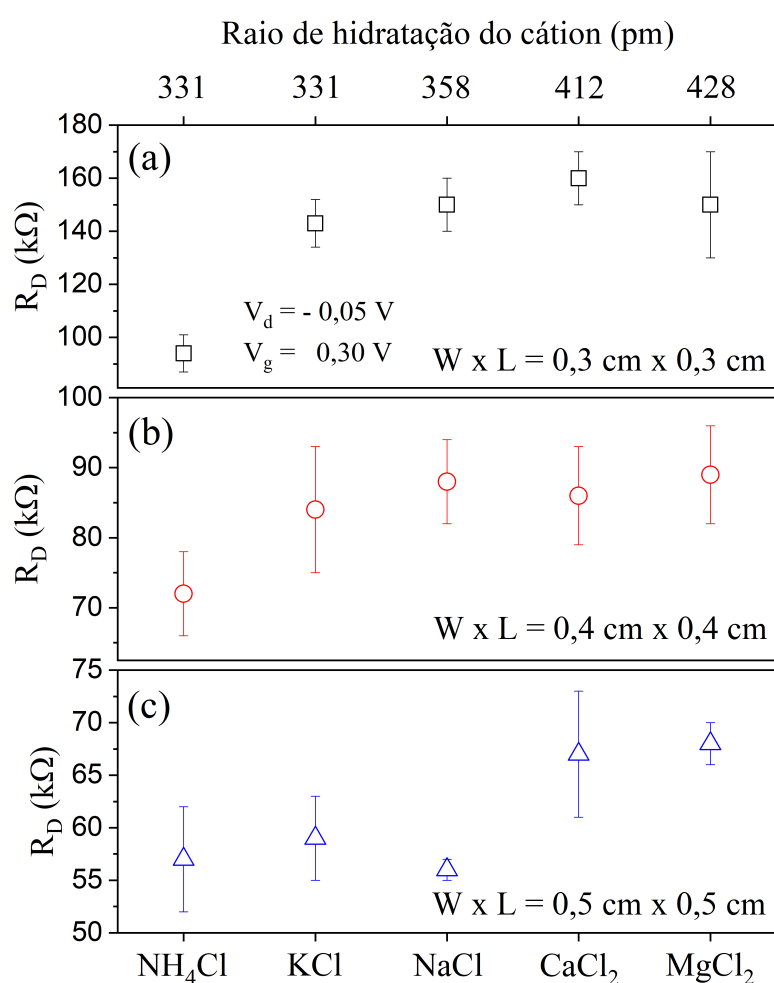 Raio de hidratação do cátion (pm)
331 331 358 412 428
180
160
140
120
100
R_D (kΩ)
(a)
V_d = - 0,05 V
V_g = 0,30 V
W x L = 0,3 cm x 0,3 cm
100
90
80
70
R_D (kΩ)
(b)
W x L = 0,4 cm x 0,4 cm
75
70
65
60
55
50
R_D (kΩ)
(c)
W x L = 0,5 cm x 0,5 cm
NH₄Cl KCl NaCl CaCl₂ MgCl₂